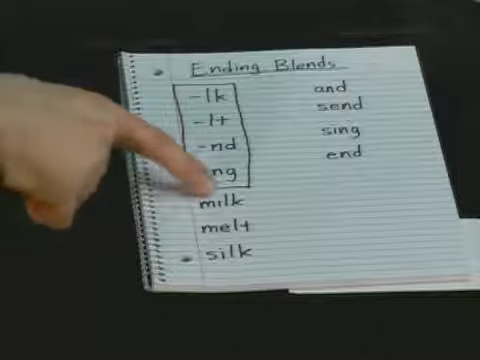 Ending Blends
-lk
-lt
-nd
ng
milk
melt
silk
and
send
sing
end